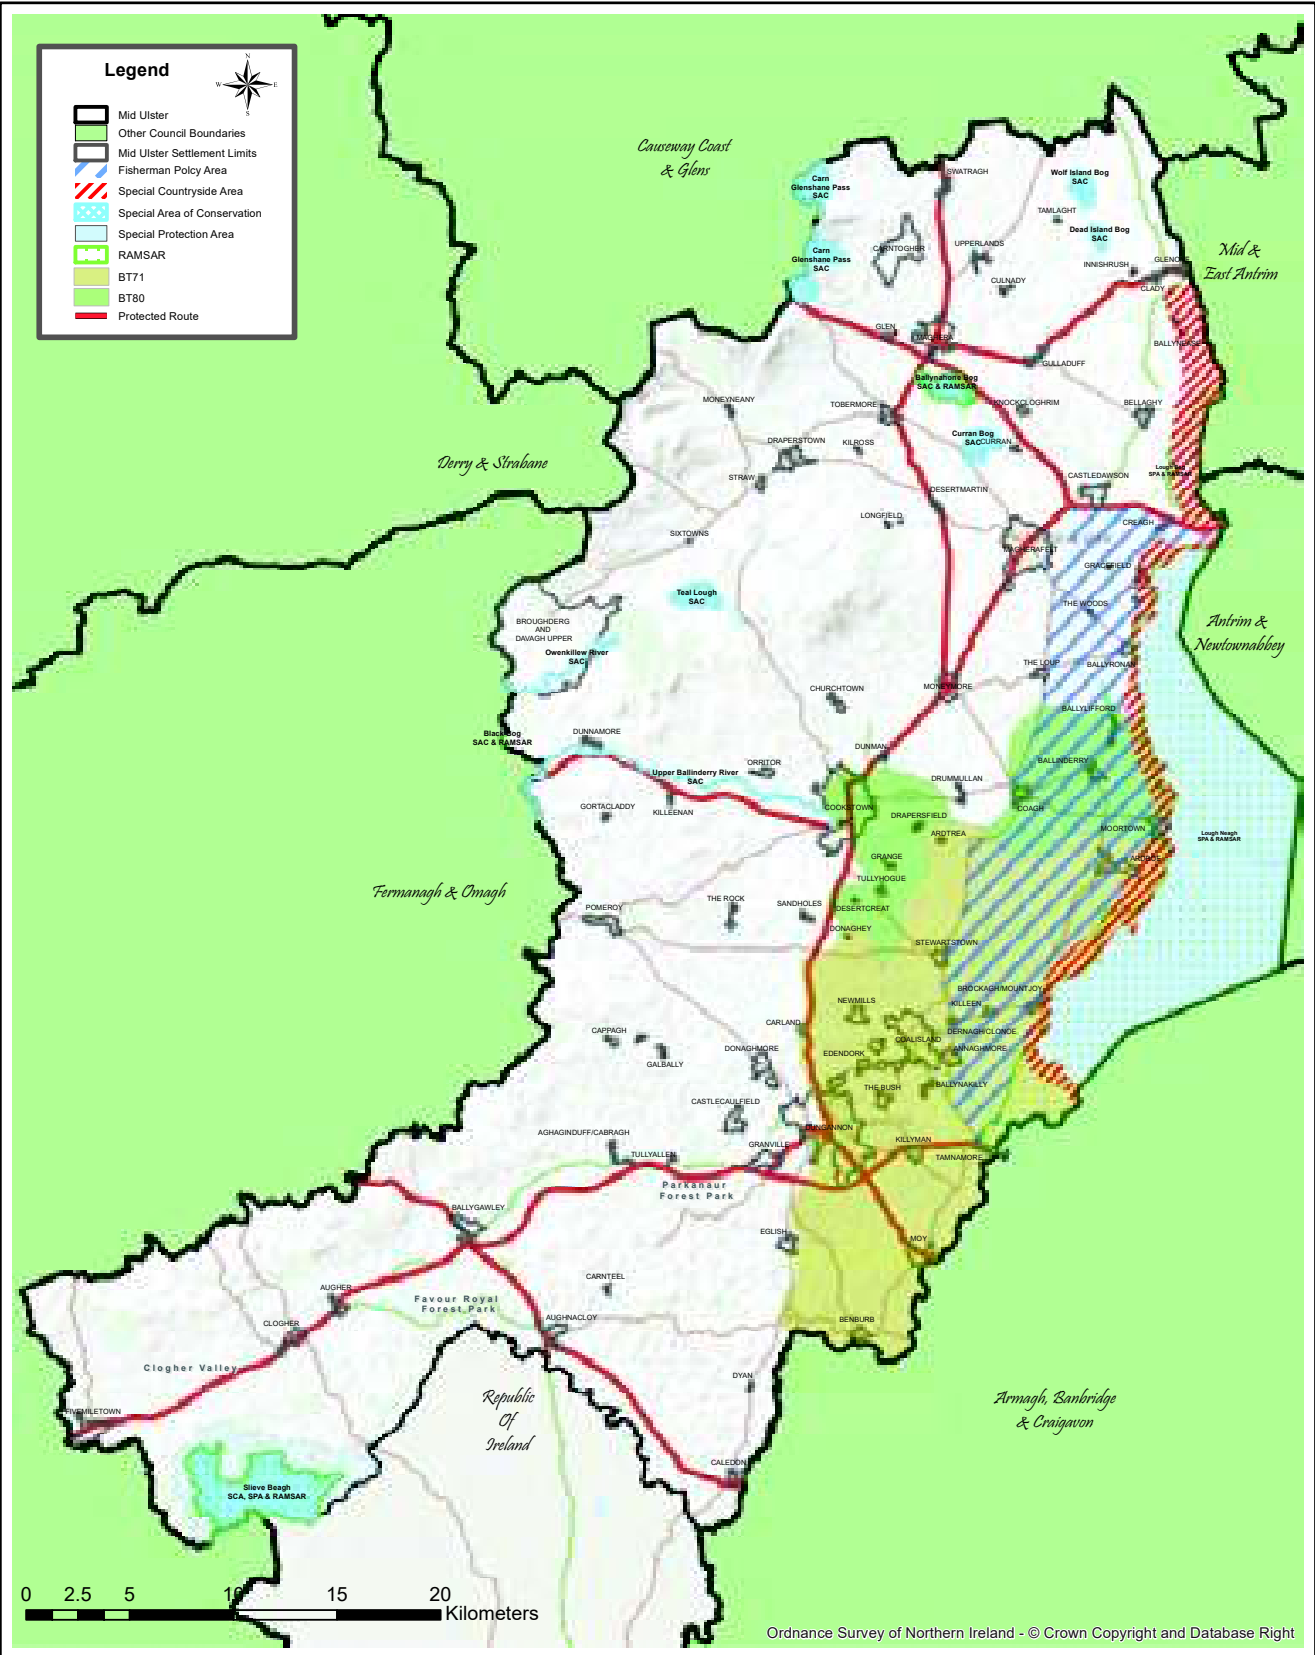 Legend
N
W
E
S
Mid Ulster
Other Council Boundaries
Mid Ulster Settlement Limits
Fisherman Polcy Area
Special Countryside Area
Special Area of Conservation
Special Protection Area
RAMSAR
BT71
BT80
Protected Route
Causeway Coast
& Glens
Carn
Glenshane Pass
SAC
SWATRAGH
Wolf Island Bog
SAC
TAMLAGHT
Dead Island Bog
SAC
Carn
Glenshane Pass
SAC
CARNTOGHER
UPPERLANDS
INNISHRUSH
GLENONE
CULNADY
CLADY
Mid &
East Antrim
GLEN
MAGHERA
BALLYNEASE
GULLADUFF
Ballynahone Bog
SAC & RAMSAR
MONEYNEANY
TOBERMORE
KNOCKCLOGHRIM
BELLAGHY
DRAPERSTOWN
KILROSS
Curran Bog
SAC
CURRAN
Derry & Strabane
STRAW
CASTLEDAWSON
Lough Beg
SPA & RAMSAR
DESERTMARTIN
LONGFIELD
CREAGH
SIXTOWNS
MAGHERAFELT
GRACEFIELD
Teal Lough
SAC
THE WOODS
BROUGHDERG
AND
DAVAGH UPPER
Antrim &
Newtownabbey
Owenkillew River
SAC
THE LOUP
BALLYRONAN
CHURCHTOWN
MONEYMORE
BALLYLIFFORD
Black Bog
SAC & RAMSAR
DUNNAMORE
DUNMAN
ORRITOR
BALLINDERRY
Upper Ballinderry River
SAC
DRUMMULLAN
GORTACLADDY
KILLEENAN
COOKSTOWN
COAGH
DRAPERSFIELD
MOORTOWN
ARDTREA
Lough Neagh
SPA & RAMSAR
GRANGE
ARDBOE
Fermanagh & Omagh
TULLYHOGUE
POMEROY
THE ROCK
SANDHOLES
DESERTCREAT
DONAGHEY
STEWARTSTOWN
BROCKAGH/MOUNTJOY
NEWMILLS
KILLEEN
CARLAND
CAPPAGH
DERNAGH/CLONOE
COALISLAND
GALBALLY
DONAGHMORE
EDENDORK
ANNAGHMORE
THE BUSH
BALLYNAKILLY
CASTLECAULFIELD
AGHAGINDUFF/CABRAGH
DUNGANNON
GRANVILLE
KILLYMAN
TULLYALLEN
TAMNAMORE
Parkanaur
Forest Park
BALLYGAWLEY
EGLISH
MOY
CARNTEEL
AUGHER
Favour Royal
Forest Park
CLOGHER
AUGHNACLOY
BENBURB
Clogher Valley
DYAN
FIVEMILETOWN
Republic
Of
Ireland
Armagh, Banbridge
& Craigavon
CALEDON
Slieve Beagh
SCA, SPA & RAMSAR
0 2.5 5 10 15 20
Kilometers
Ordnance Survey of Northern Ireland - © Crown Copyright and Database Right